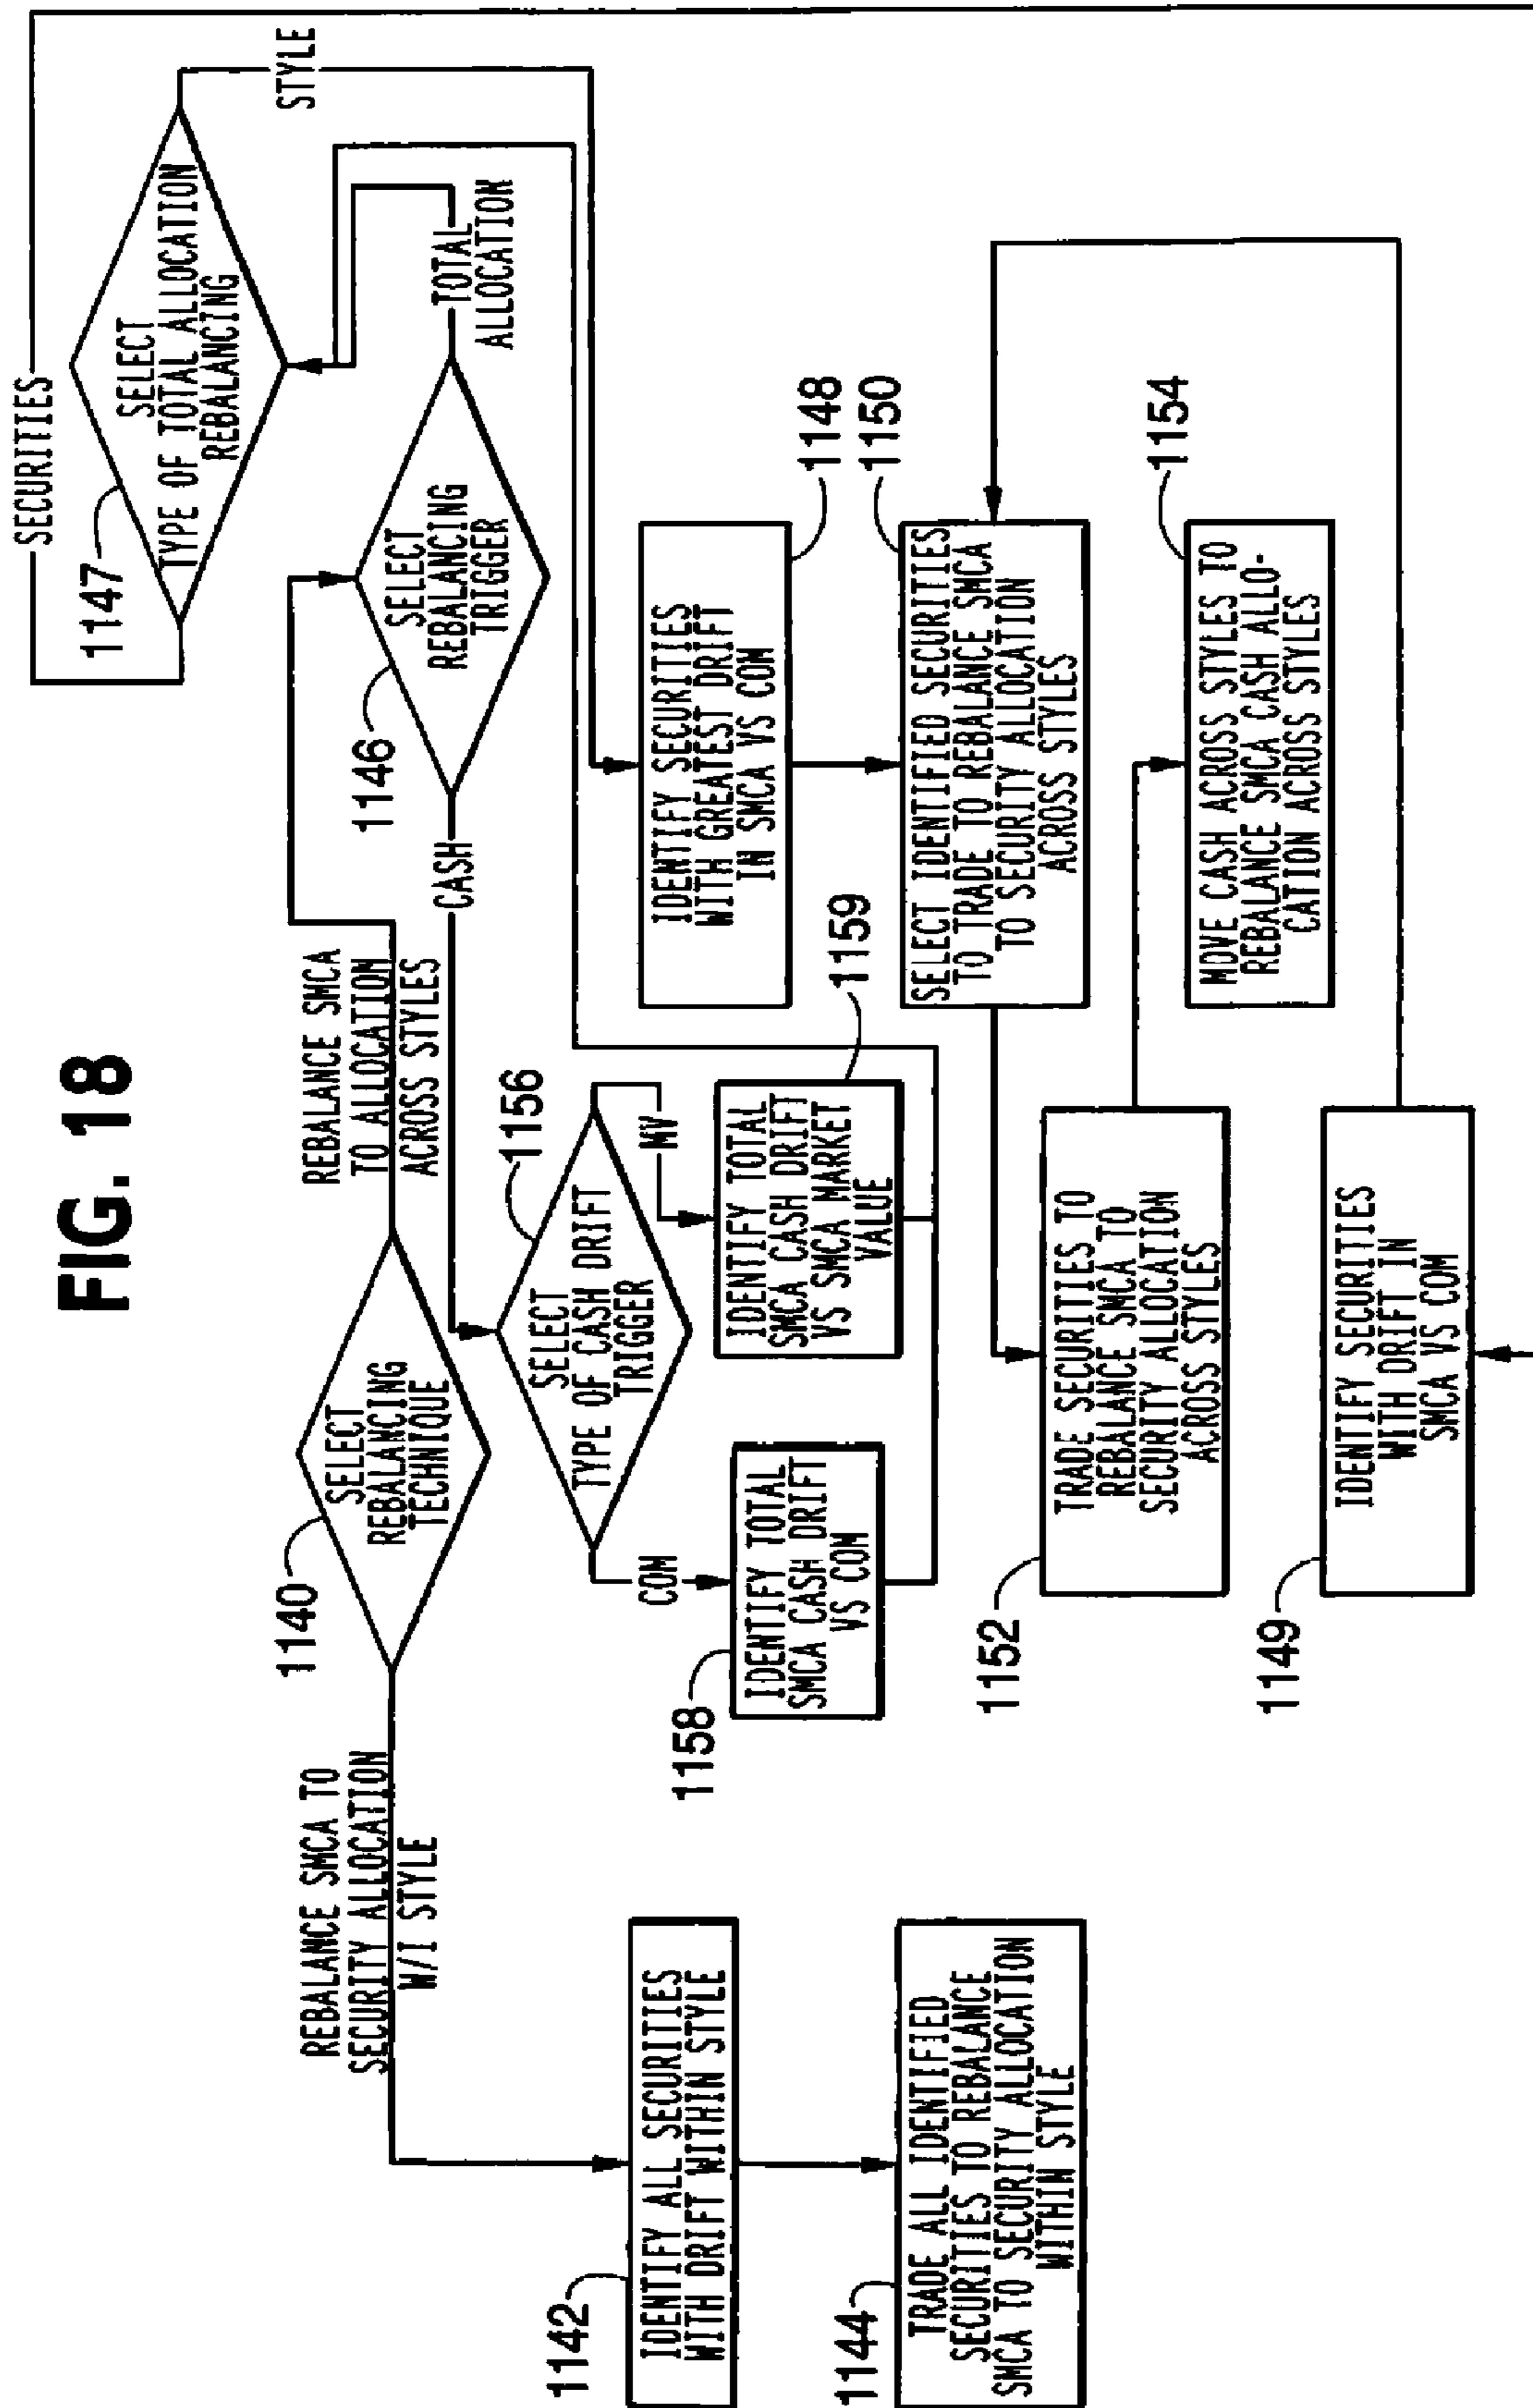 FIG. 18
SECURITIES
1147
SELECT
TYPE OF TOTAL ALLOCATION
REBALANCING
STYLE
1140
SELECT
REBALANCING
TECHNIQUE
REBALANCE SMCA TO
SECURITY ALLOCATION
W/I STYLE
REBALANCE SMCA
TO ALLOCATION
ACROSS STYLES
1146
SELECT
REBALANCING
TRIGGER
CASH
TOTAL
ALLOCATION
1156
SELECT
TYPE OF CASH DRIFT
TRIGGER
COM
MV
1142
IDENTIFY ALL SECURITIES
WITH DRIFT WITHIN STYLE
1158
IDENTIFY TOTAL
SMCA CASH DRIFT
VS COM
IDENTIFY TOTAL
SMCA CASH DRIFT
VS SMCA MARKET
VALUE
1159
IDENTIFY SECURITIES
WITH GREATEST DRIFT
IN SMCA VS COM
1148
1144
TRADE ALL IDENTIFIED
SECURITIES TO REBALANCE
SMCA TO SECURITY ALLOCATION
WITHIN STYLE
SELECT IDENTIFIED SECURITIES
TO TRADE TO REBALANCE SMCA
TO SECURITY ALLOCATION
ACROSS STYLES
1150
1152
TRADE SECURITIES TO
REBALANCE SMCA TO
SECURITY ALLOCATION
ACROSS STYLES
MOVE CASH ACROSS STYLES TO
REBALANCE SMCA CASH ALLO-
CATION ACROSS STYLES
1154
1149
IDENTIFY SECURITIES
WITH DRIFT IN
SMCA VS COM